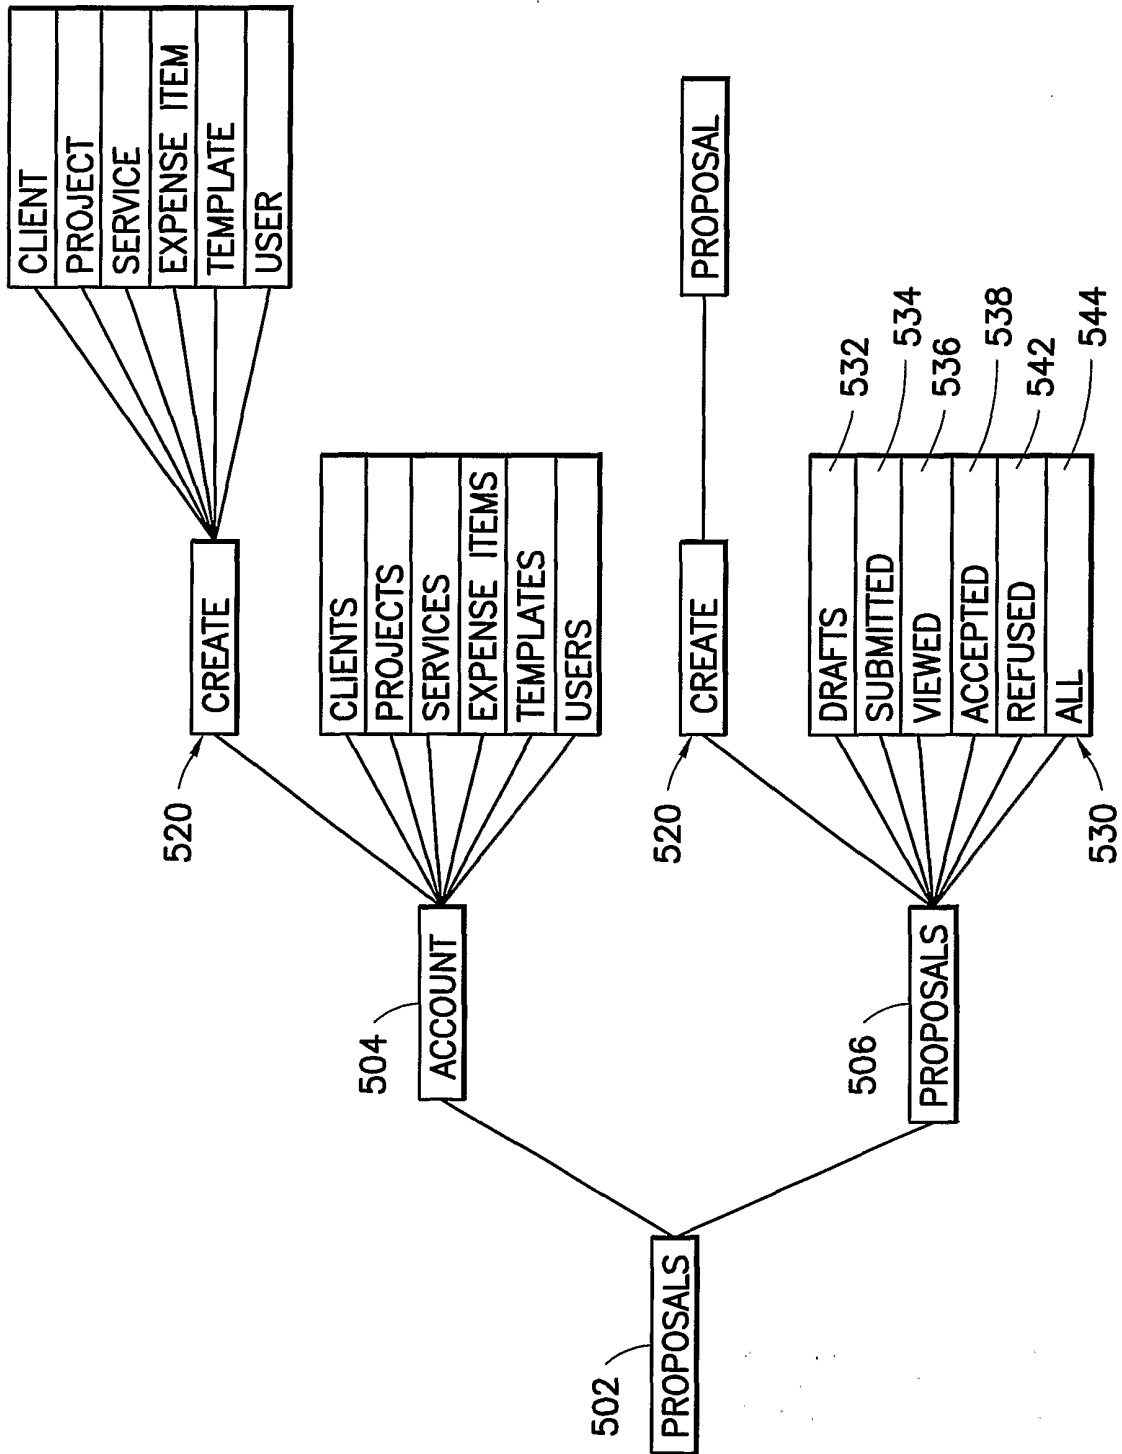 CLIENT
PROJECT
SERVICE
EXPENSE ITEM
TEMPLATE
USER
520
CREATE
504
ACCOUNT
CLIENTS
PROJECTS
SERVICES
EXPENSE ITEMS
TEMPLATES
USERS
502
PROPOSALS
520
CREATE
PROPOSAL
506
PROPOSALS
DRAFTS
532
SUBMITTED
534
VIEWED
536
ACCEPTED
538
REFUSED
542
ALL
544
530